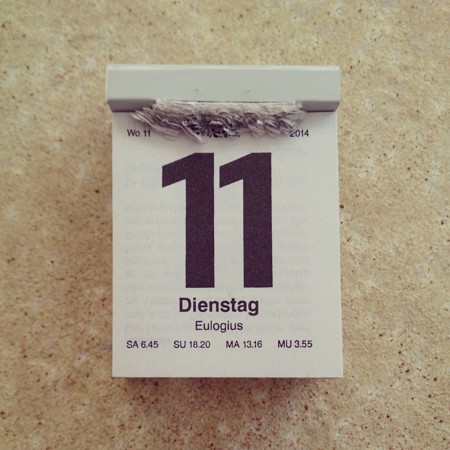 Wo 11 2014
11
Dienstag
Eulogius
SA 6.45 SU 18.20 MA 13.16 MU 3.55